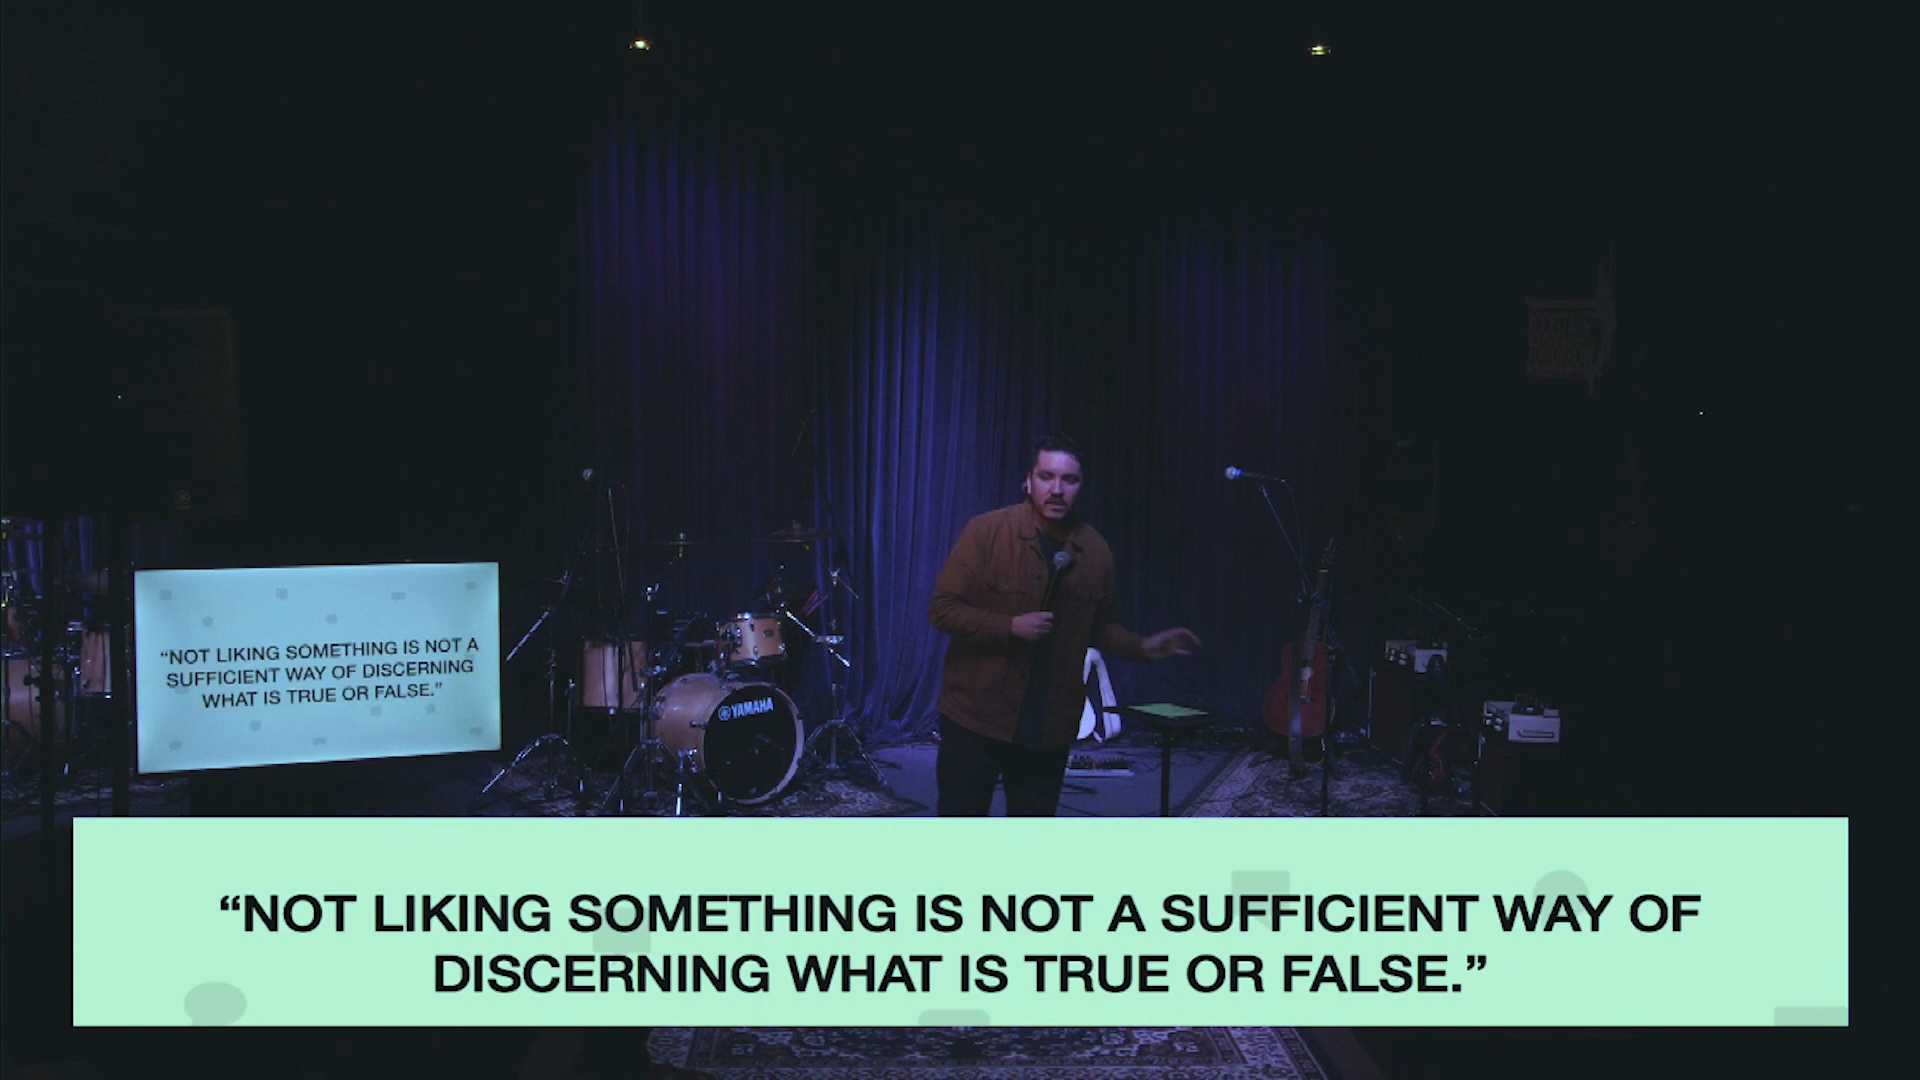 “NOT LIKING SOMETHING IS NOT A
SUFFICIENT WAY OF DISCERNING
WHAT IS TRUE OR FALSE.”
YAMAHA
“NOT LIKING SOMETHING IS NOT A SUFFICIENT WAY OF
DISCERNING WHAT IS TRUE OR FALSE.”